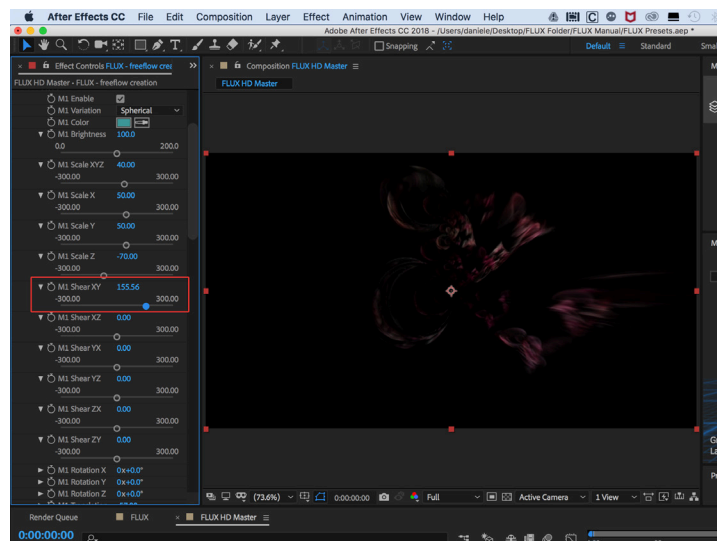 After Effects CC File Edit Composition Layer Effect Animation View Window Help
Adobe After Effects CC 2018 - /Users/daniele/Desktop/FLUX Folder/FLUX Manual/FLUX Presets.aep *
Snapping Default Standard
Effect Controls FLUX - freeflow crea
Composition FLUX HD Master
FLUX HD Master - FLUX - freeflow creation
FLUX HD Master
M1 Enable
M1 Variation Spherical
M1 Color
M1 Brightness 100.0
0.0 200.0
M1 Scale XYZ 40.00
-300.00 300.00
M1 Scale X 50.00
-300.00 300.00
M1 Scale Y 50.00
-300.00 300.00
M1 Scale Z -70.00
-300.00 300.00
M1 Shear XY 155.56
-300.00 300.00
M1 Shear XZ 0.00
-300.00 300.00
M1 Shear YX 0.00
-300.00 300.00
M1 Shear YZ 0.00
-300.00 300.00
M1 Shear ZX 0.00
-300.00 300.00
M1 Shear ZY 0.00
-300.00 300.00
M1 Rotation X 0x+0.0°
M1 Rotation Y 0x+0.0°
M1 Rotation Z 0x+0.0°
(73.6%) 0:00:00:00 Full Active Camera 1 View
Render Queue FLUX FLUX HD Master
0:00:00:00